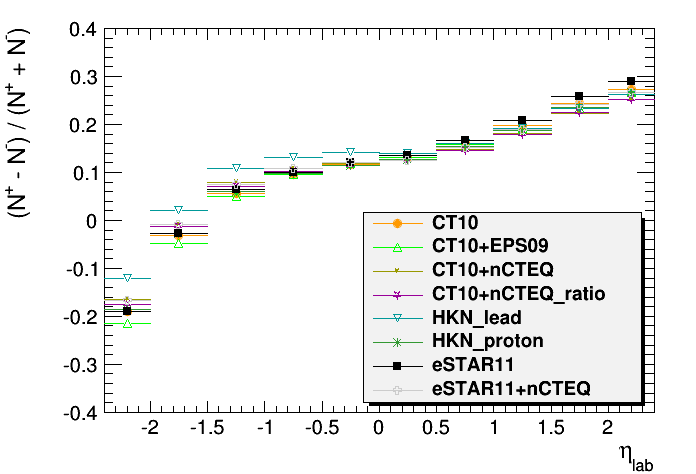 (N+ - N-) / (N+ + N-)
0.4
0.3
0.2
0.1
0
-0.1
-0.2
-0.3
-0.4
CT10
CT10+EPS09
CT10+nCTEQ
CT10+nCTEQ_ratio
HKN_lead
HKN_proton
eSTAR11
eSTAR11+nCTEQ
-2 -1.5 -1 -0.5 0 0.5 1 1.5 2
ηlab